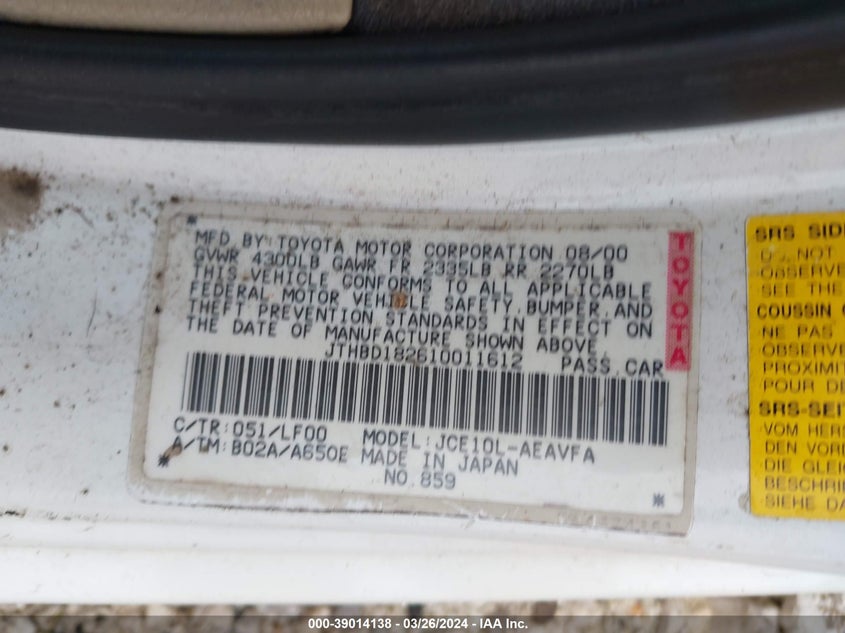 MFD BY: TOYOTA MOTOR CORPORATION 08/00
GVWR 4300LB GAWR FR 2335LB RR 2270LB
THIS VEHICLE CONFORMS TO ALL APPLICABLE
FEDERAL MOTOR VEHICLE SAFETY, BUMPER, AND
THEFT PREVENTION STANDARDS IN EFFECT ON
THE DATE OF MANUFACTURE SHOWN ABOVE.
JTHBD182610011612 PASS. CAR
C/TR: 051/LF00 MODEL: JCE10L-AEAVFA
A/TM: B02A/A650E MADE IN JAPAN
NO. 859
TOYOTA
SRS SIDE
DO NOT
OBSERVE
SEE THE
COUSSIN
NE PAS
PROXIMIT
POUR DE
SRS-SEIT
VOM HERS
DEN VORD
DIE GLEIC
BESCHRE
SIEHE DA
000-39014138 - 03/26/2024 - IAA Inc.